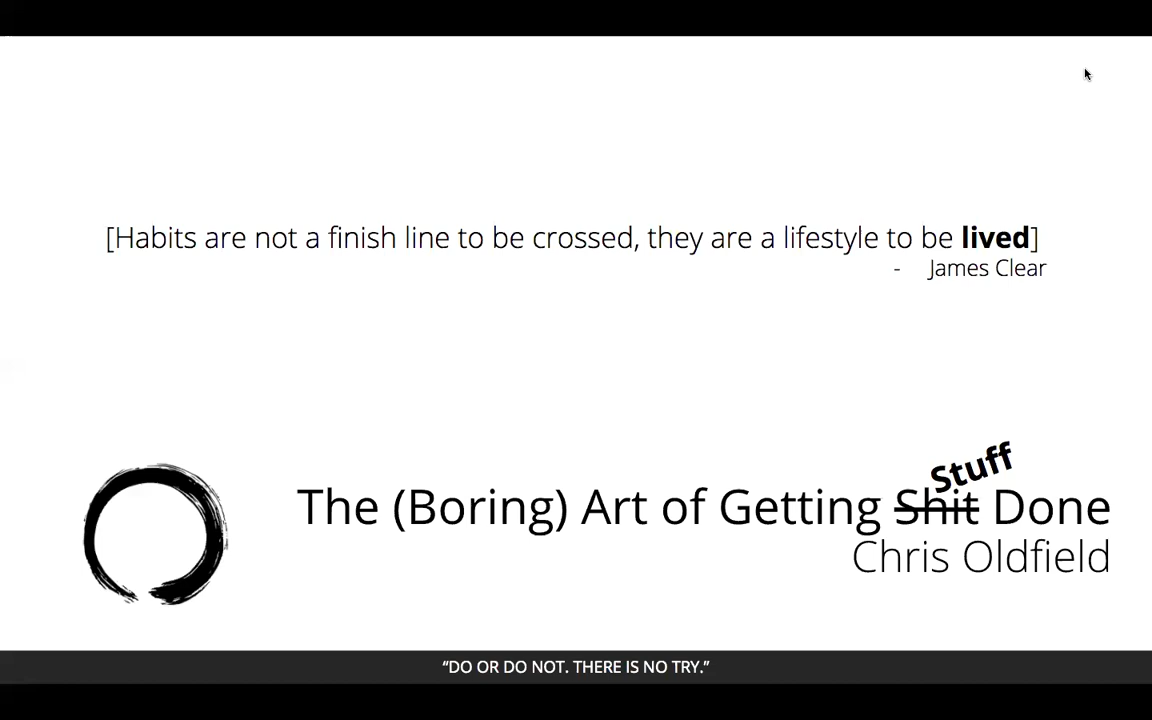 [Habits are not a finish line to be crossed, they are a lifestyle to be lived]
- James Clear
Stuff
The (Boring) Art of Getting Shit Done
Chris Oldfield
“DO OR DO NOT. THERE IS NO TRY.”